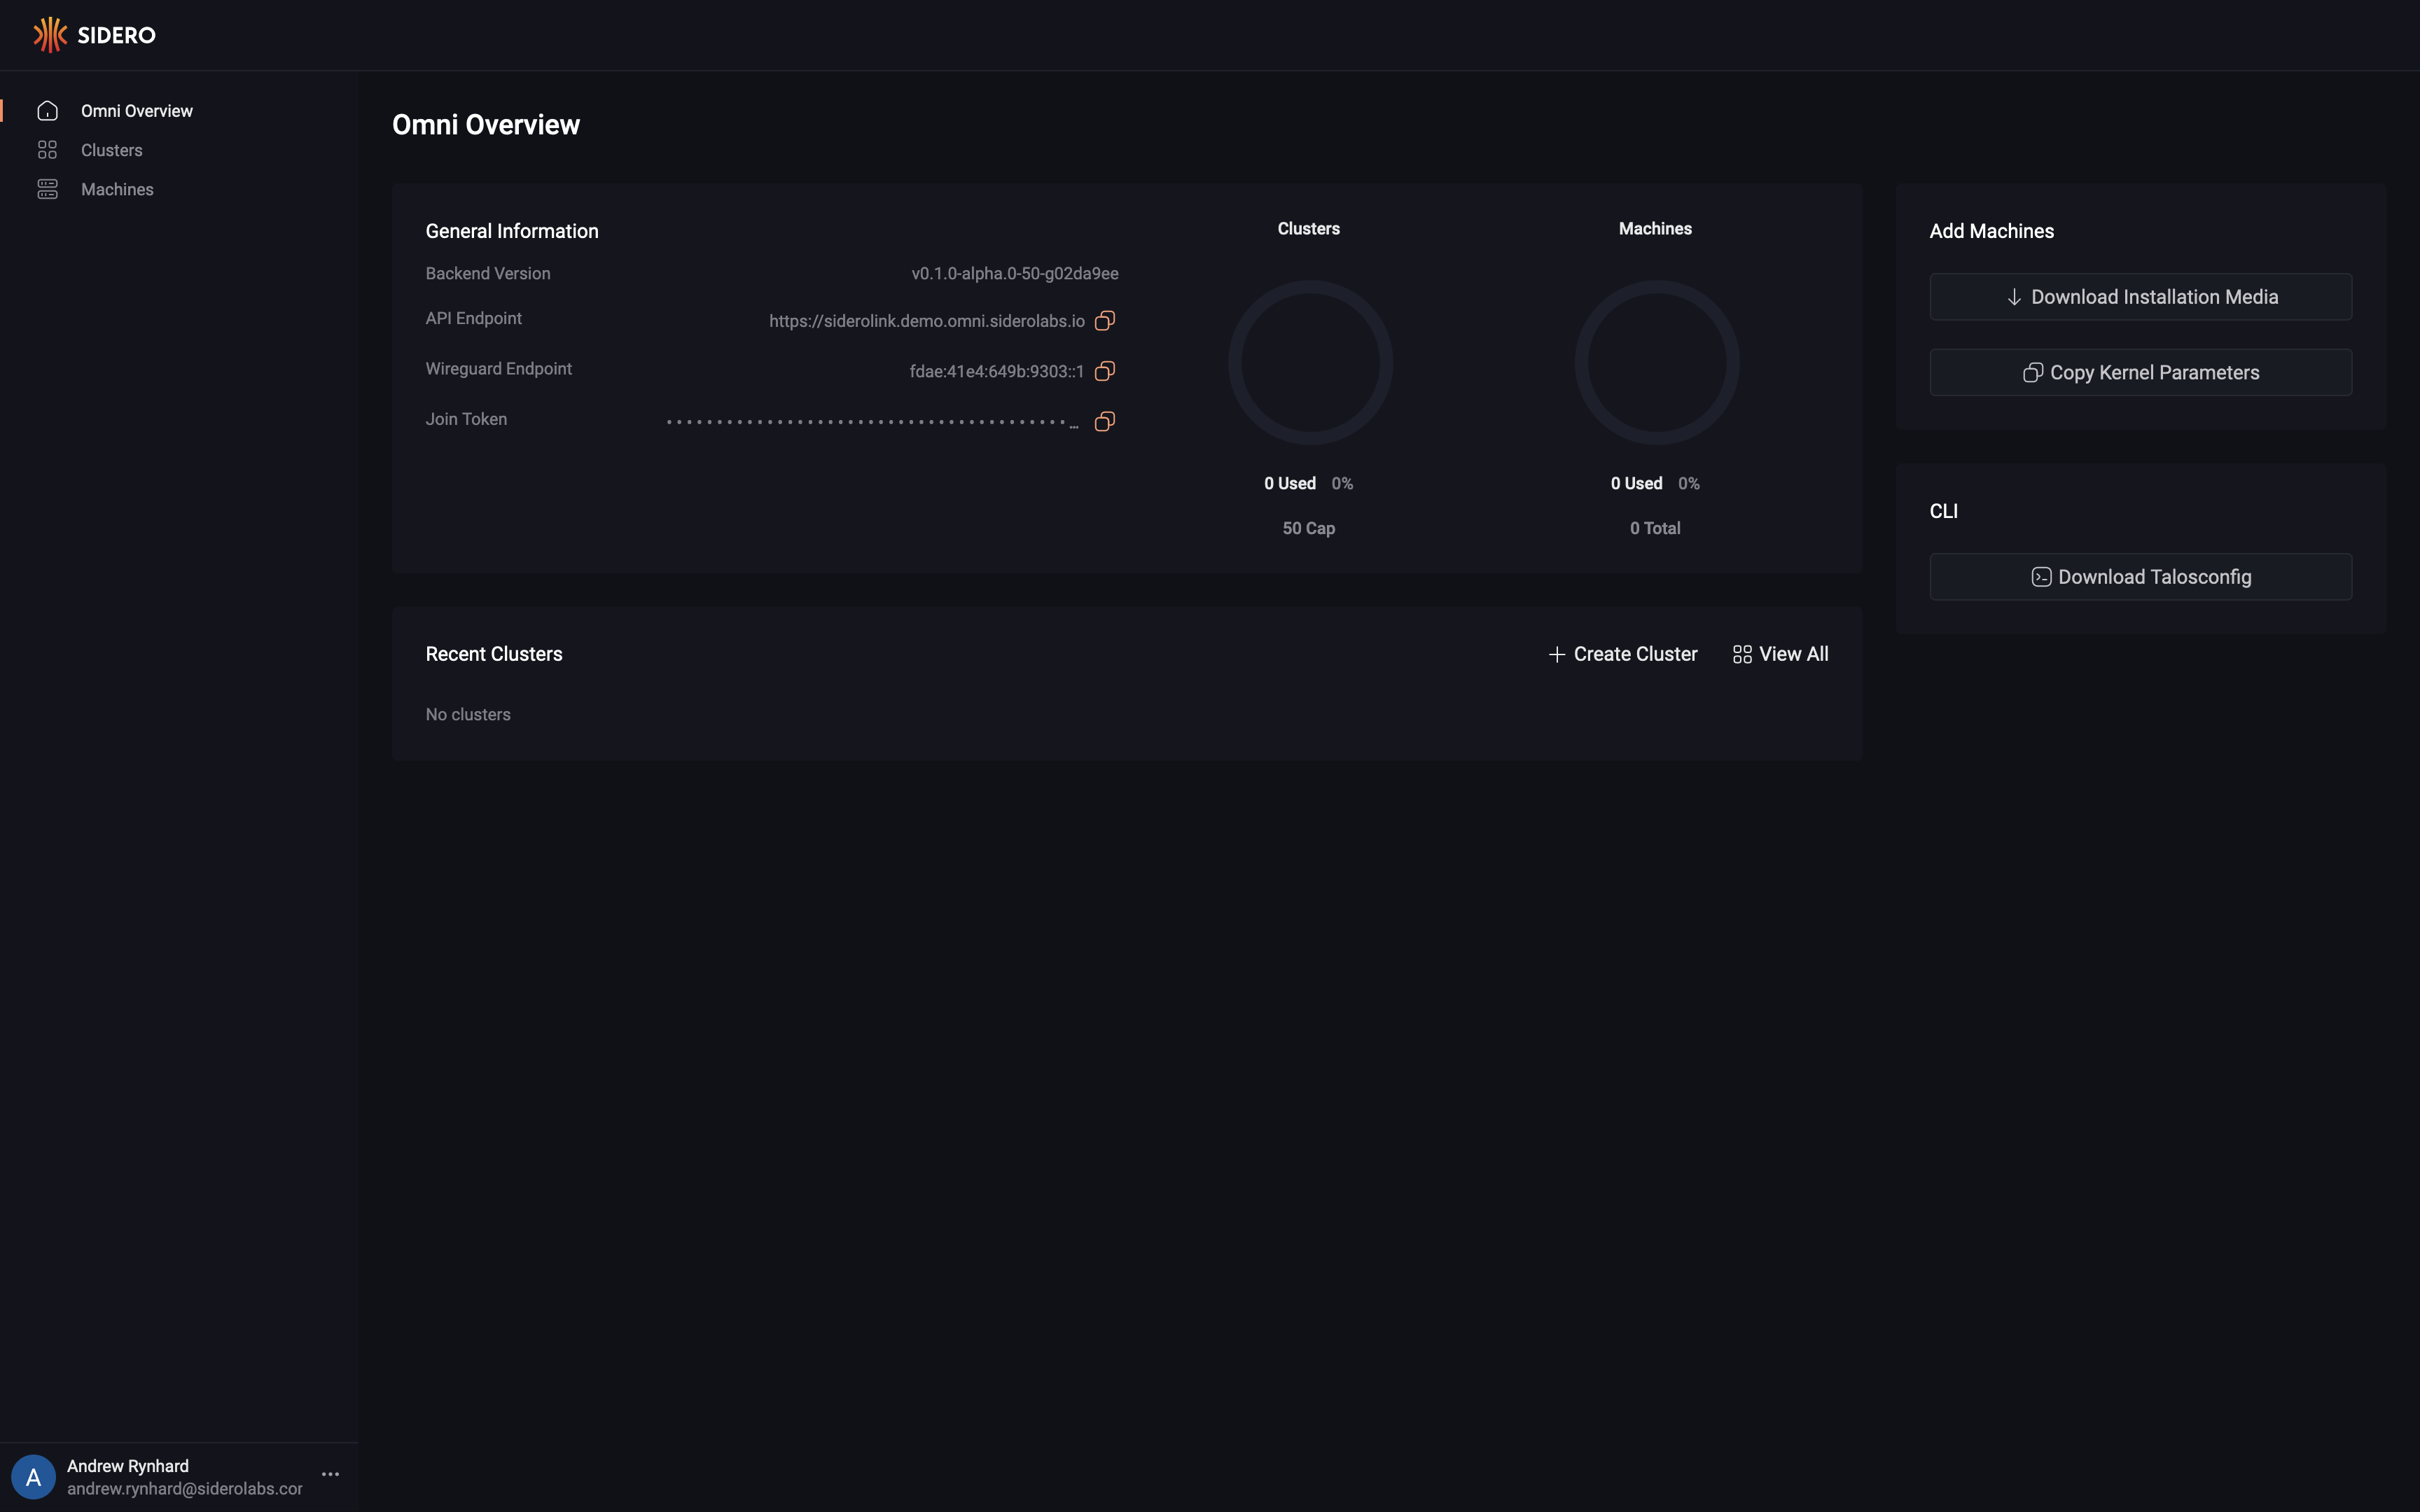 SIDERO
Omni Overview
Clusters
Machines
Omni Overview
General Information
Backend Version v0.1.0-alpha.0-50-g02da9ee
API Endpoint https://siderolink.demo.omni.siderolabs.io
Wireguard Endpoint fdae:41e4:649b:9303::1
Join Token ••••••••••••••••••••••••••••••••••••••••…
Clusters
0 Used 0%
50 Cap
Machines
0 Used 0%
0 Total
Add Machines
Download Installation Media
Copy Kernel Parameters
CLI
Download Talosconfig
Recent Clusters
Create Cluster
View All
No clusters
A
Andrew Rynhard
andrew.rynhard@siderolabs.cor